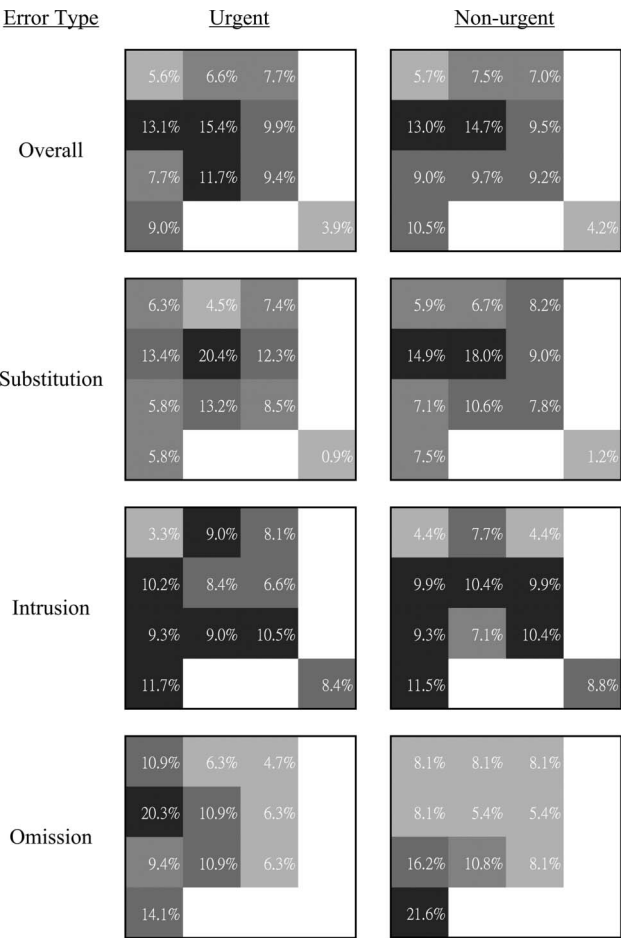 Error Type Urgent Non-urgent
5.6% 6.6% 7.7% 5.7% 7.5% 7.0%
13.1% 15.4% 9.9% 13.0% 14.7% 9.5%
Overall
7.7% 11.7% 9.4% 9.0% 9.7% 9.2%
9.0% 3.9% 10.5% 4.2%
6.3% 4.5% 7.4% 5.9% 6.7% 8.2%
13.4% 20.4% 12.3% 14.9% 18.0% 9.0%
Substitution
5.8% 13.2% 8.5% 7.1% 10.6% 7.8%
5.8% 0.9% 7.5% 1.2%
3.3% 9.0% 8.1% 4.4% 7.7% 4.4%
10.2% 8.4% 6.6% 9.9% 10.4% 9.9%
Intrusion
9.3% 9.0% 10.5% 9.3% 7.1% 10.4%
11.7% 8.4% 11.5% 8.8%
10.9% 6.3% 4.7% 8.1% 8.1% 8.1%
20.3% 10.9% 6.3% 8.1% 5.4% 5.4%
Omission
9.4% 10.9% 6.3% 16.2% 10.8% 8.1%
14.1% 21.6%